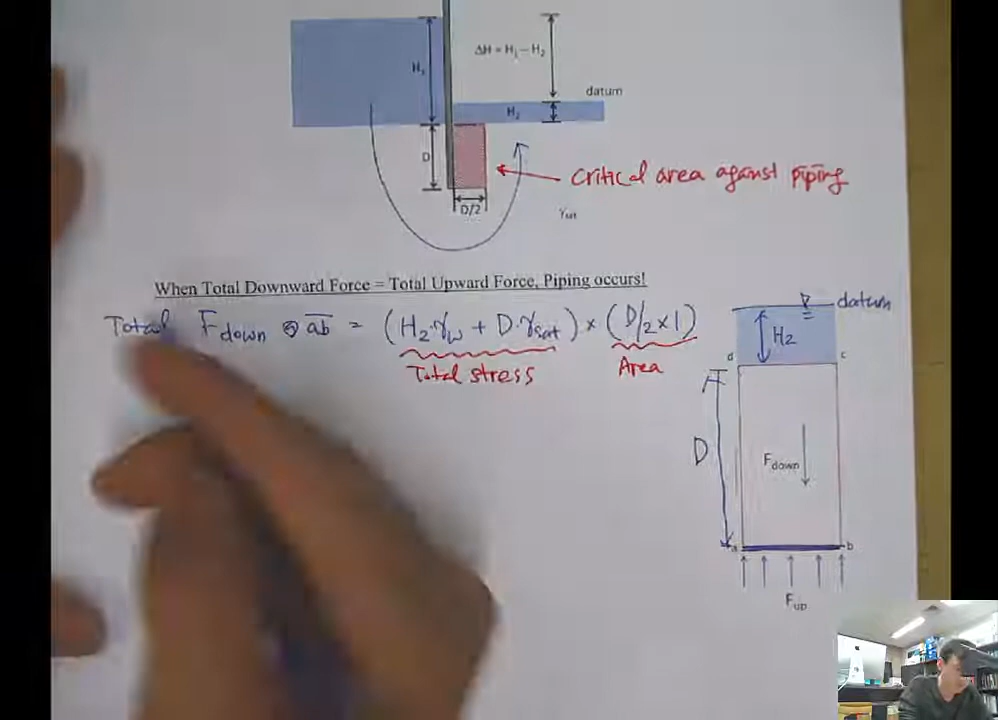 H₁
ΔH = H₁ − H₂
datum
H₂
D
D/2
Critical area against piping
γsat
When Total Downward Force = Total Upward Force, Piping occurs!
Total Fdown @ ab = (H₂·γw + D·γsat) × (D/2 × 1)
Total stress
Area
datum
H₂
d
c
D
Fdown
a
b
Fup